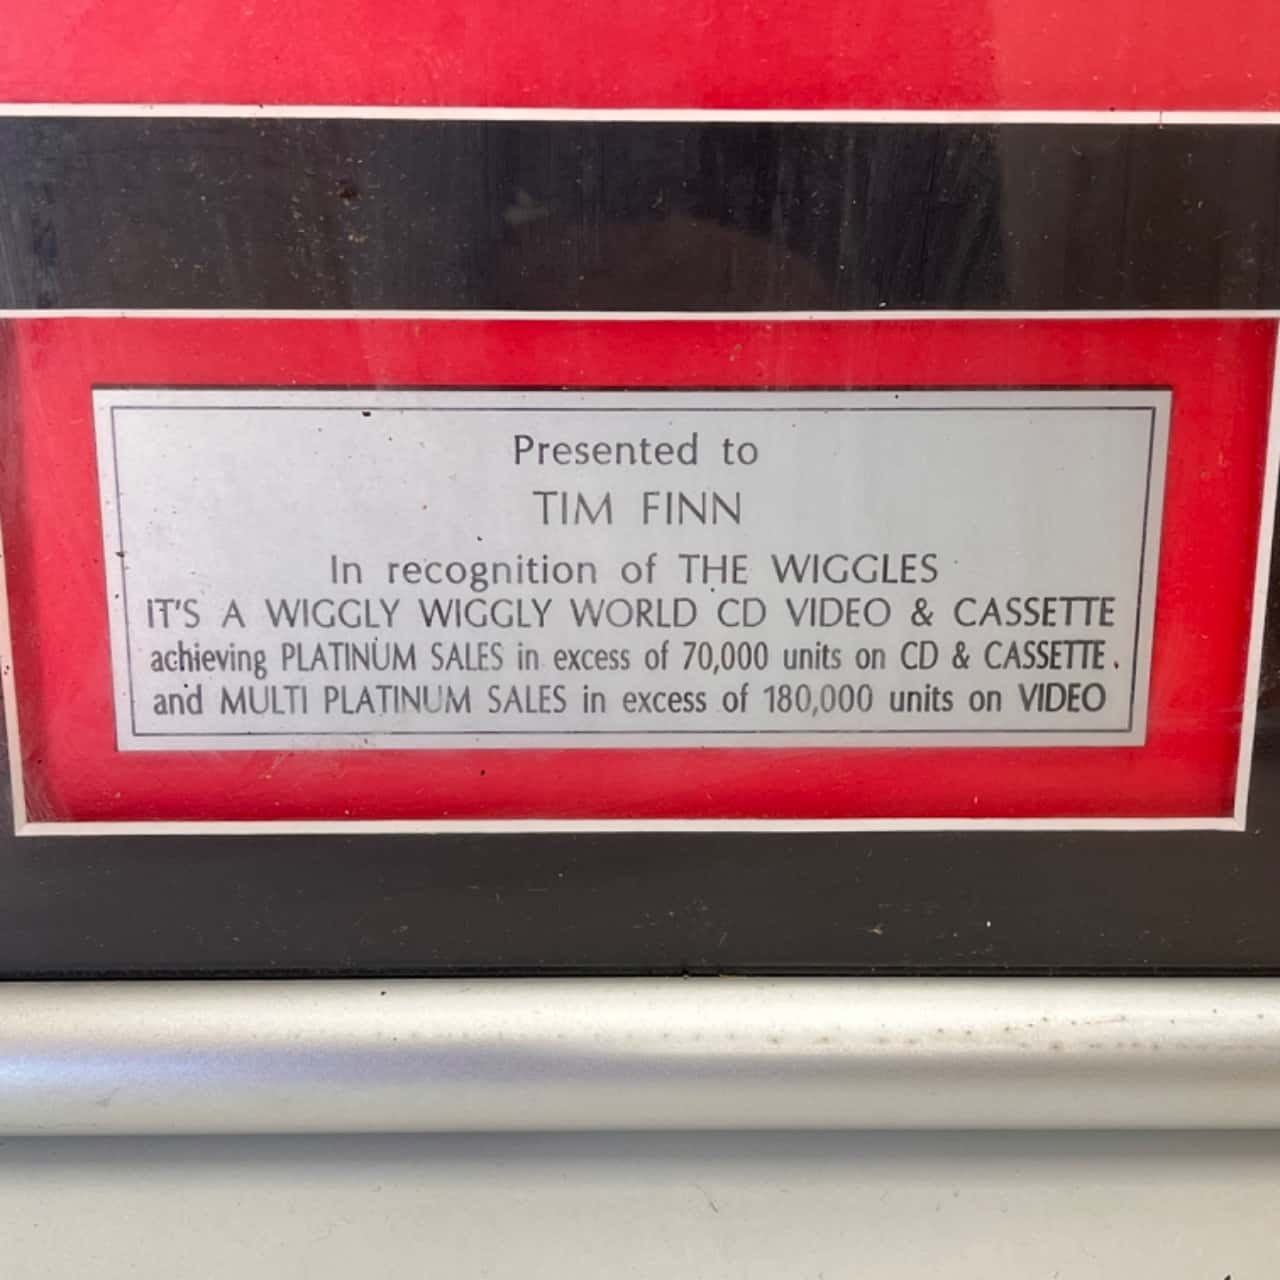 Presented to
TIM FINN
In recognition of THE WIGGLES
IT'S A WIGGLY WIGGLY WORLD CD VIDEO & CASSETTE
achieving PLATINUM SALES in excess of 70,000 units on CD & CASSETTE.
and MULTI PLATINUM SALES in excess of 180,000 units on VIDEO